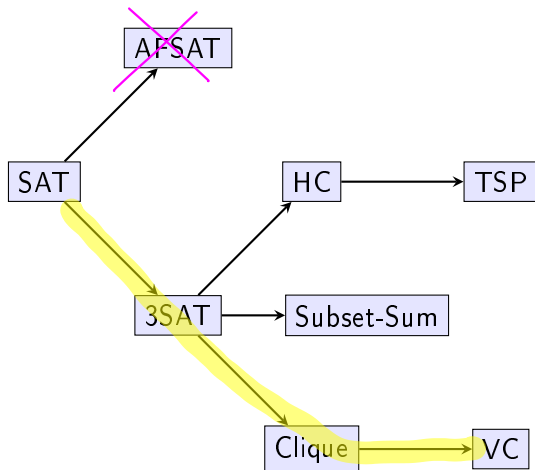 AFSAT
SAT
HC
TSP
3SAT
Subset-Sum
Clique
VC